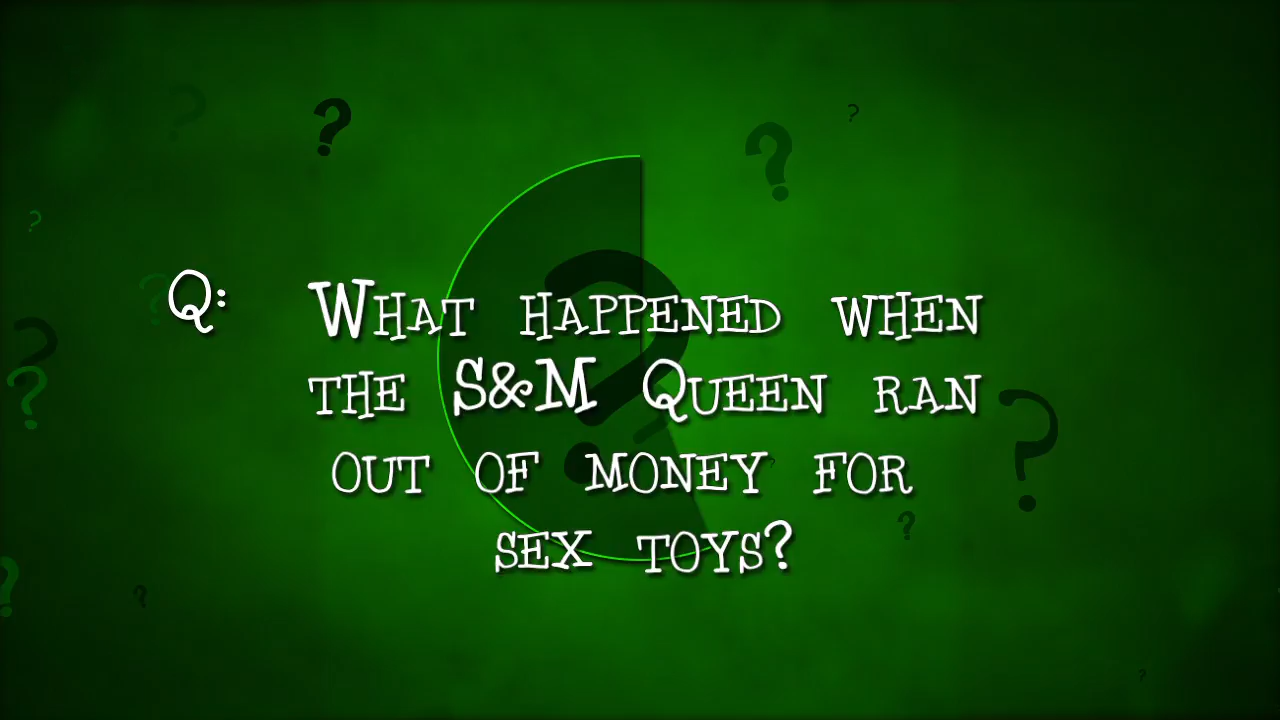 Q: What happened when
the S&M Queen ran
out of money for
sex toys?